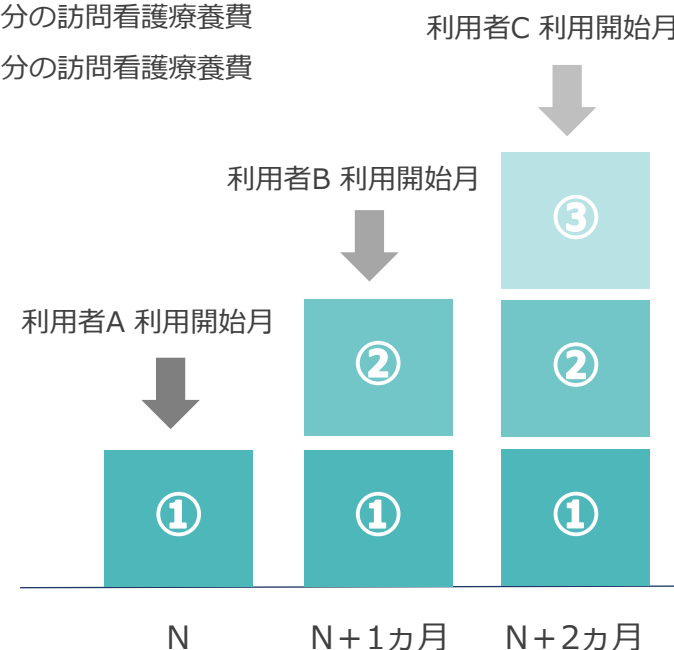 分の訪問看護療養費
分の訪問看護療養費
利用者C 利用開始月
利用者B 利用開始月
③
利用者A 利用開始月
② ②
① ① ①
N N+1カ月 N+2カ月